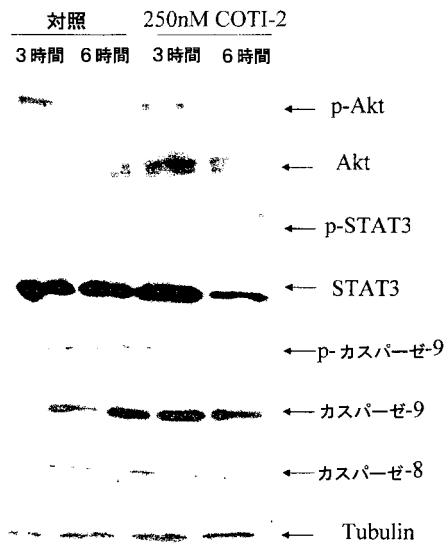 対照 250nM COTI-2
3時間 6時間 3時間 6時間
p-Akt
Akt
p-STAT3
STAT3
p-カスパーゼ-9
カスパーゼ-9
カスパーゼ-8
Tubulin